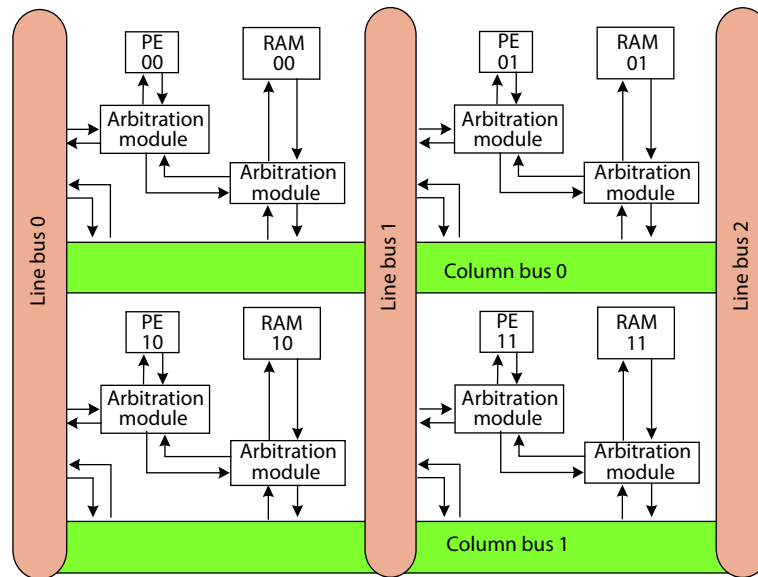 PE
00
RAM
00
PE
01
RAM
01
Arbitration
module
Arbitration
module
Arbitration
module
Arbitration
module
Line bus 0
Line bus 1
Line bus 2
Column bus 0
PE
10
RAM
10
PE
11
RAM
11
Arbitration
module
Arbitration
module
Arbitration
module
Arbitration
module
Column bus 1